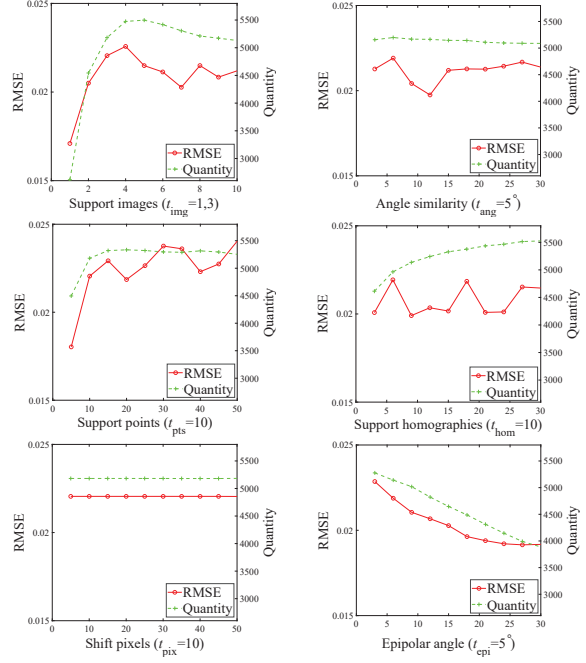 0.025
0.02
0.015
RMSE
5500
5000
4500
4000
3500
3000
Quantity
RMSE
Quantity
0 2 4 6 8 10
Support images (t_img=1,3)
0.02
0.015
RMSE
5500
5000
4500
4000
3500
3000
Quantity
RMSE
Quantity
0 5 10 15 20 25 30
Angle similarity (t_ang=5°)
0.025
0.02
0.015
RMSE
5500
5000
4500
4000
3500
3000
Quantity
RMSE
Quantity
0 10 20 30 40 50
Support points (t_pts=10)
0.025
0.02
0.015
RMSE
5500
5000
4500
4000
3500
3000
Quantity
RMSE
Quantity
0 5 10 15 20 25 30
Support homographies (t_hom=10)
0.025
0.02
0.015
RMSE
5500
5000
4500
4000
3500
3000
Quantity
RMSE
Quantity
0 10 20 30 40 50
Shift pixels (t_pix=10)
0.025
0.02
0.015
RMSE
5500
5000
4500
4000
3500
3000
Quantity
RMSE
Quantity
0 5 10 15 20 25 30
Epipolar angle (t_epi=5°)